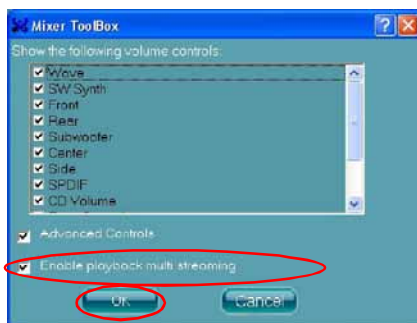 Mixer ToolBox
Show the following volume controls:
Wave
SW Synth
Front
Rear
Subwoofer
Center
Side
SPDIF
CD Volume
Advanced Controls
Enable playback multi streaming
OK
Cancel